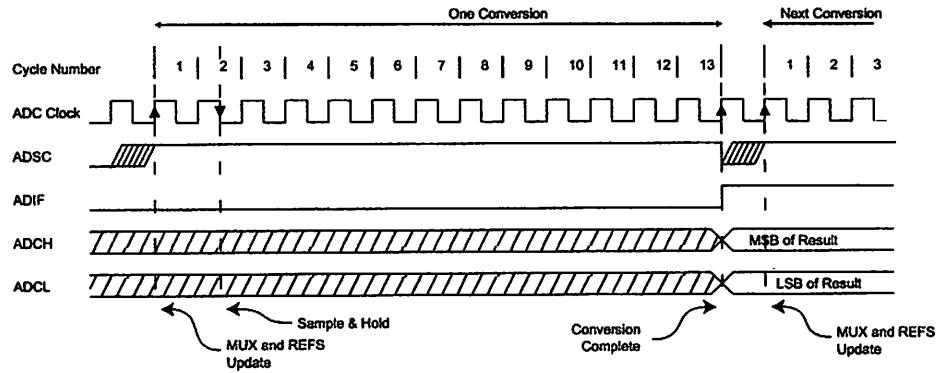 One Conversion
Next Conversion
Cycle Number
1 2 3 4 5 6 7 8 9 10 11 12 13 1 2 3
ADC Clock
ADSC
ADIF
ADCH
MSB of Result
ADCL
LSB of Result
Sample & Hold
MUX and REFS
Update
Conversion
Complete
MUX and REFS
Update